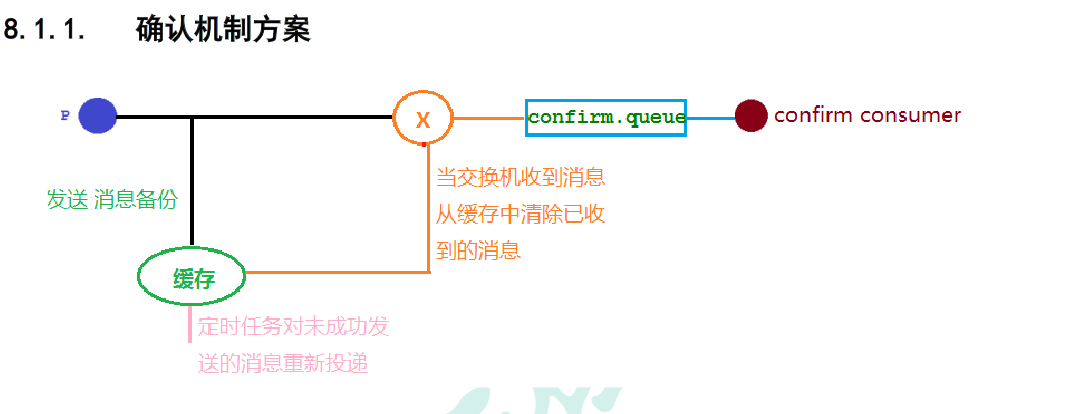 8.1.1. 确认机制方案
P
X
confirm.queue
confirm consumer
发送 消息备份
当交换机收到消息
从缓存中清除已收
到的消息
缓存
定时任务对未成功发
送的消息重新投递